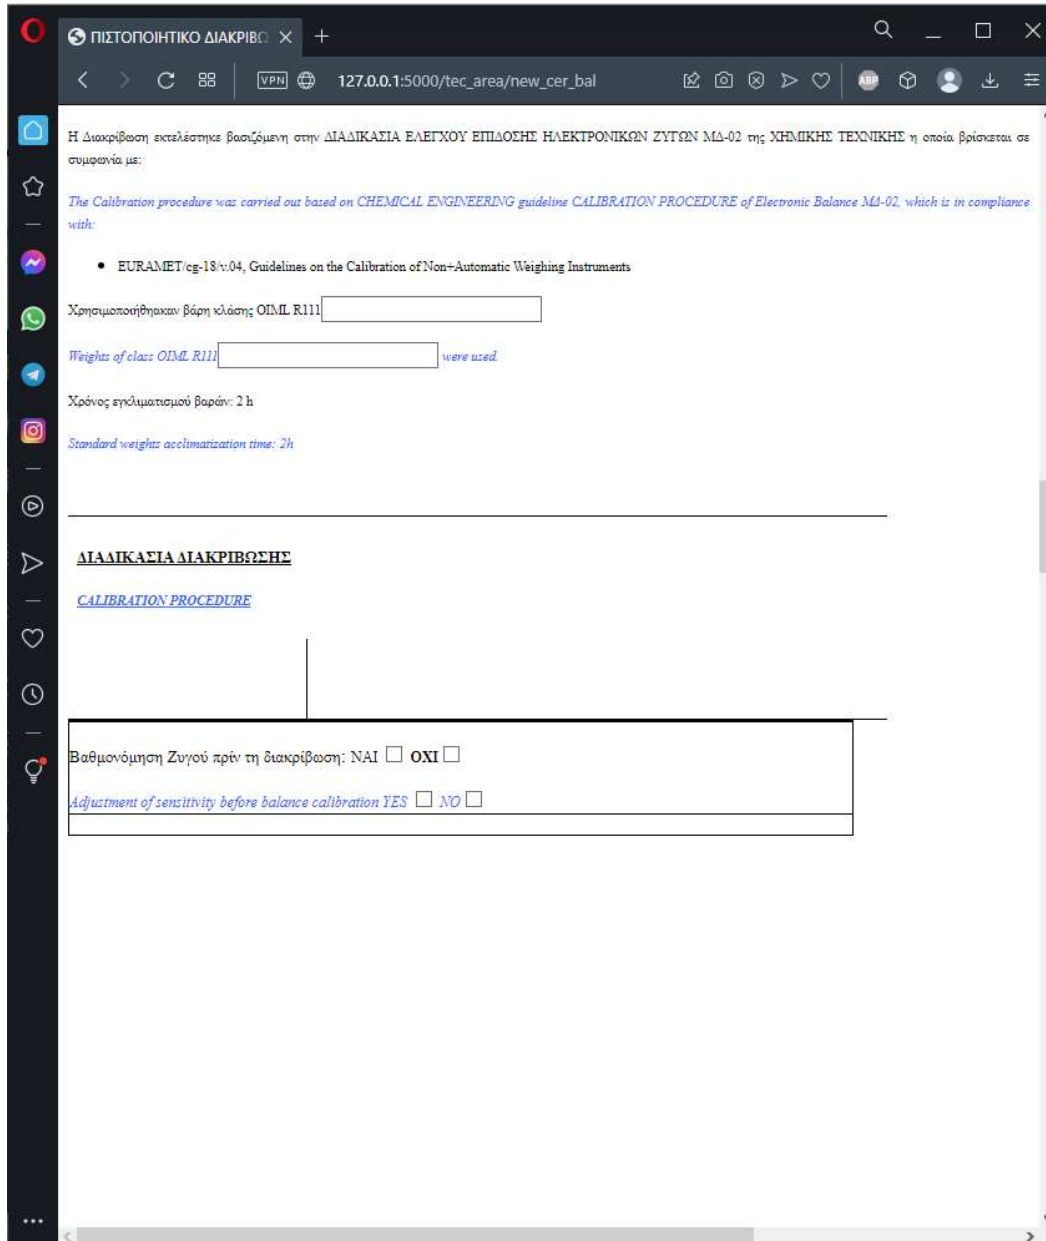 ΠΙΣΤΟΠΟΙΗΤΙΚΟ ΔΙΑΚΡΙΒΩ
VPN 127.0.0.1:5000/tec_area/new_cer_bal ABP
Η Διακρίβωση εκτελέστηκε βασιζόμενη στην ΔΙΑΔΙΚΑΣΙΑ ΕΛΕΓΧΟΥ ΕΠΙΔΟΣΗΣ ΗΛΕΚΤΡΟΝΙΚΩΝ ΖΥΓΩΝ ΜΔ-02 της ΧΗΜΙΚΗΣ ΤΕΧΝΙΚΗΣ η οποία βρίσκεται σε
συμφωνία με:
The Calibration procedure was carried out based on CHEMICAL ENGINEERING guideline CALIBRATION PROCEDURE of Electronic Balance ΜΔ-02, which is in compliance
with:
• EURAMET/cg-18/v.04, Guidelines on the Calibration of Non+Automatic Weighing Instruments
Χρησιμοποιήθηακαν βάρη κλάσης OIML R111
Weights of class OIML R111 were used.
Χρόνος εγκλιματισμού βαρών: 2 h
Standard weights acclimatization time: 2h
ΔΙΑΔΙΚΑΣΙΑ ΔΙΑΚΡΙΒΩΣΗΣ
CALIBRATION PROCEDURE
Βαθμονόμηση Ζυγού πρίν τη διακρίβωση: ΝΑΙ ΟΧΙ
Adjustment of sensitivity before balance calibration YES NO